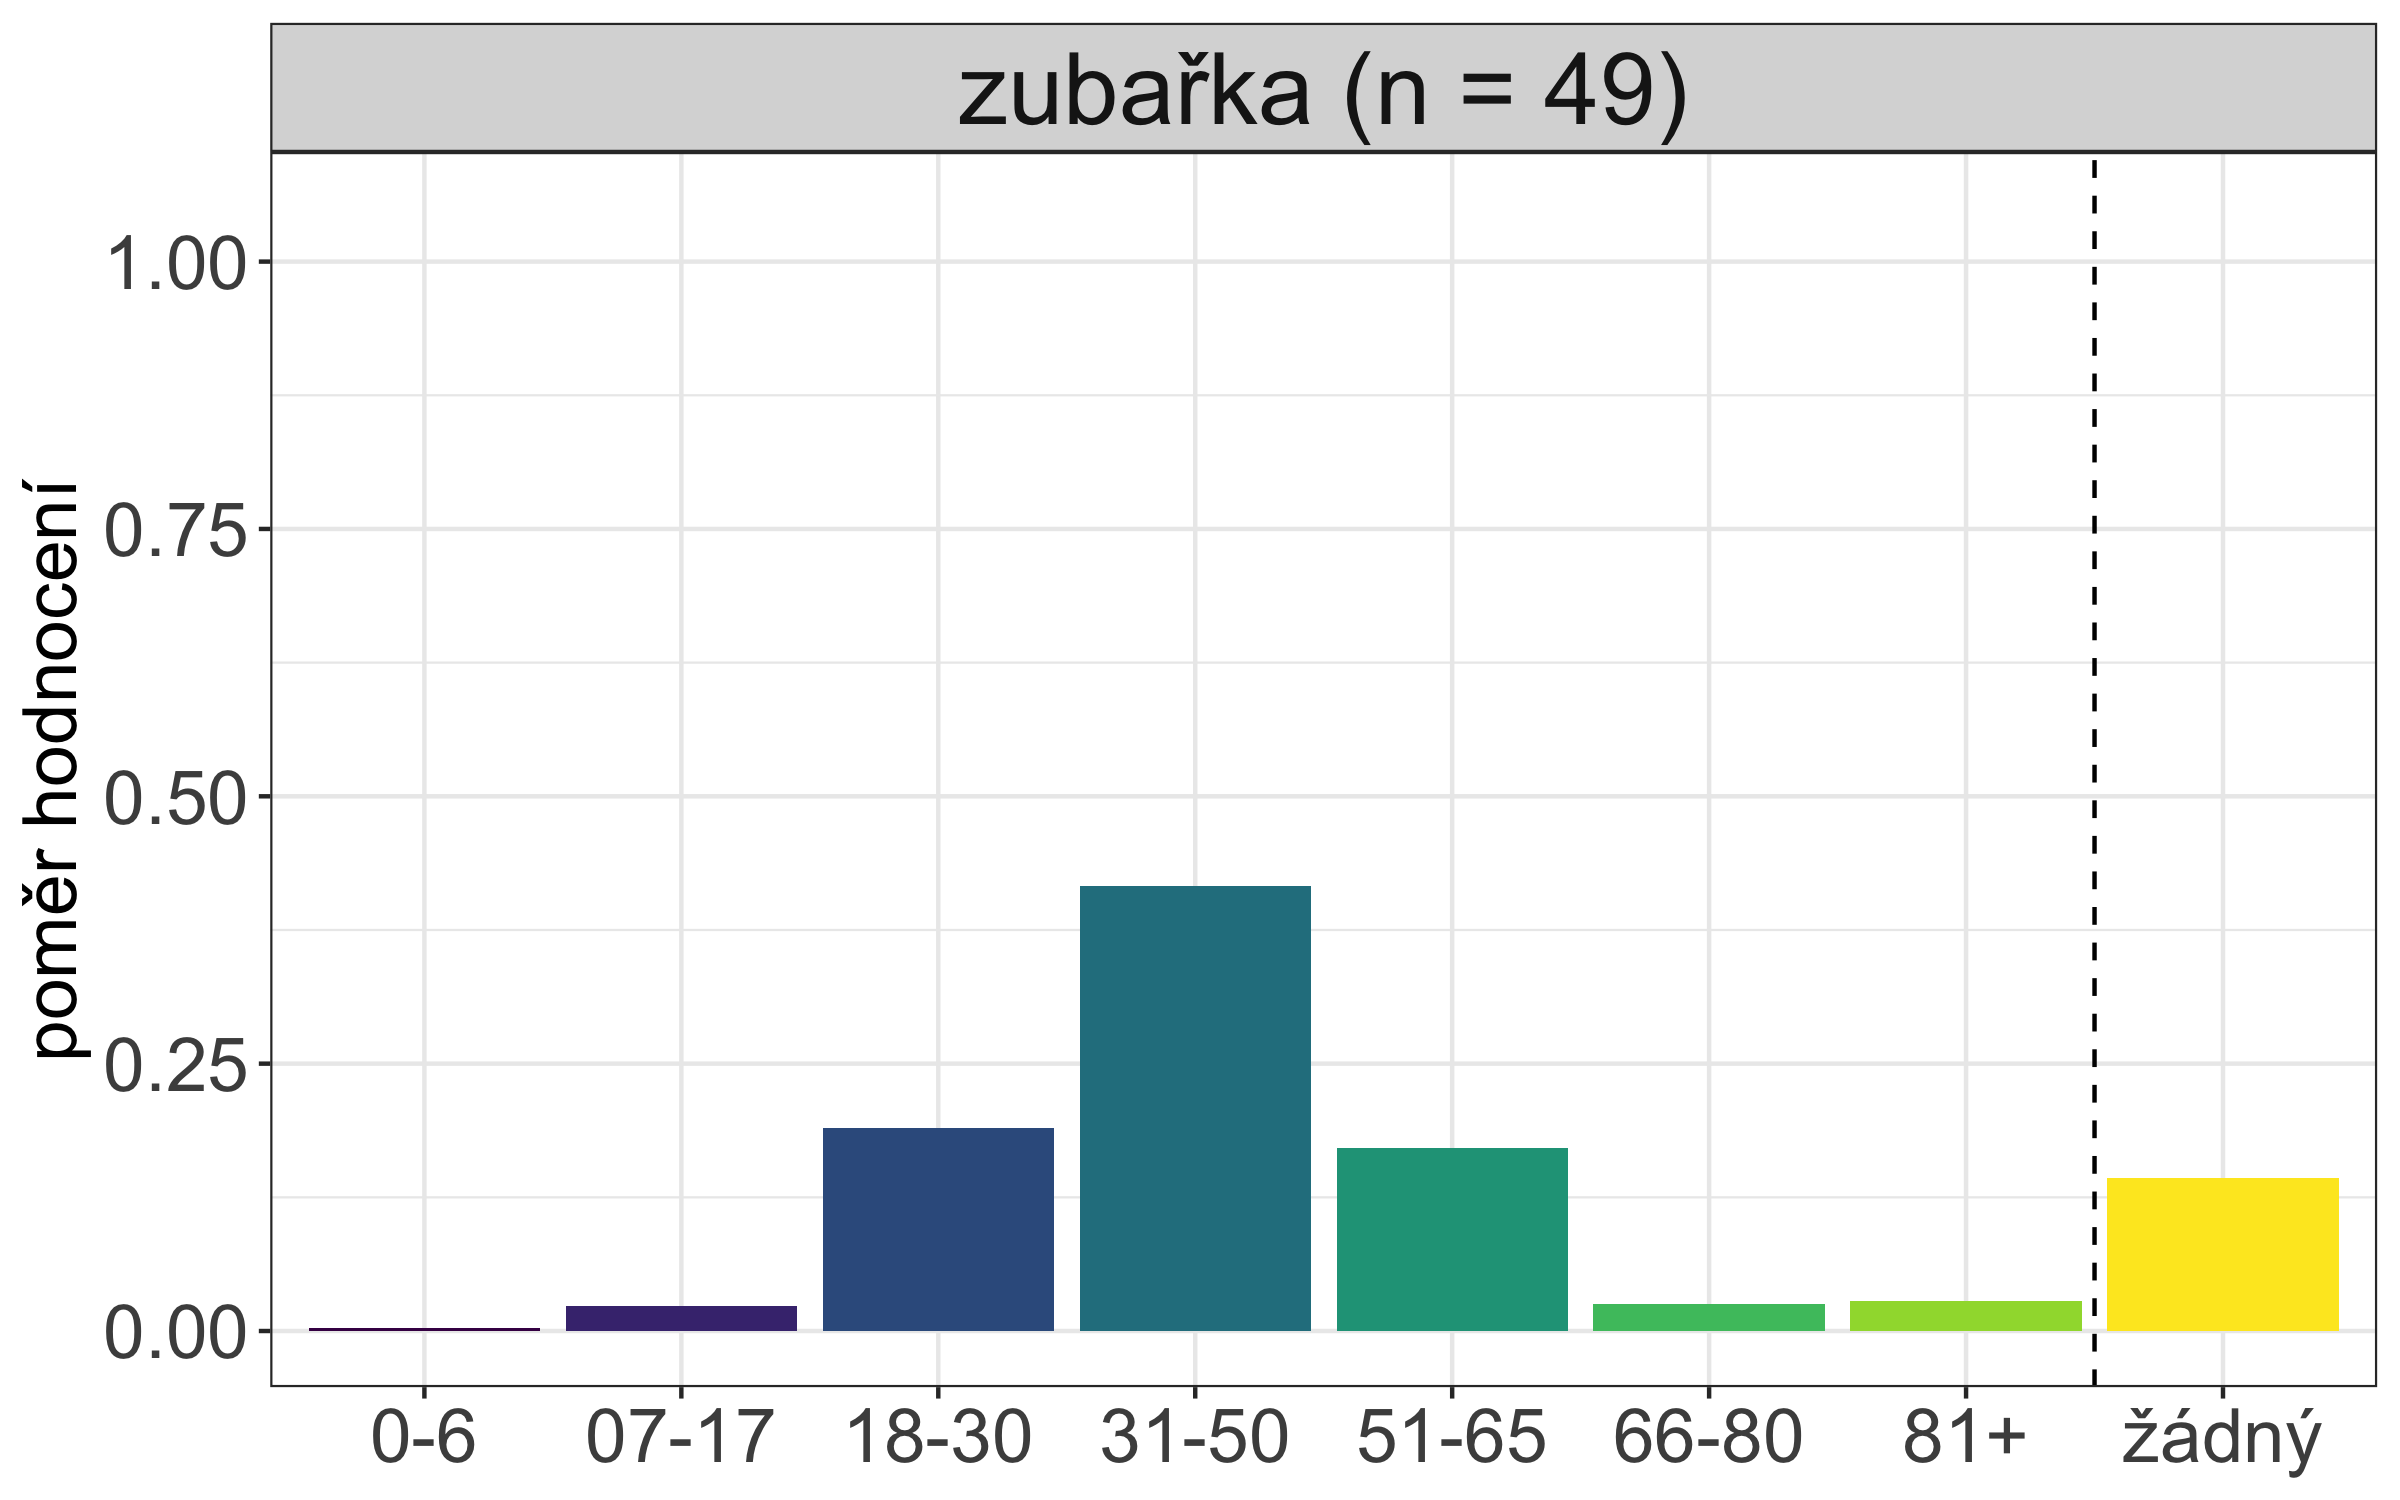 zubařka (n = 49)
poměr hodnocení
1.00
0.75
0.50
0.25
0.00
0-6 07-17 18-30 31-50 51-65 66-80 81+ žádný